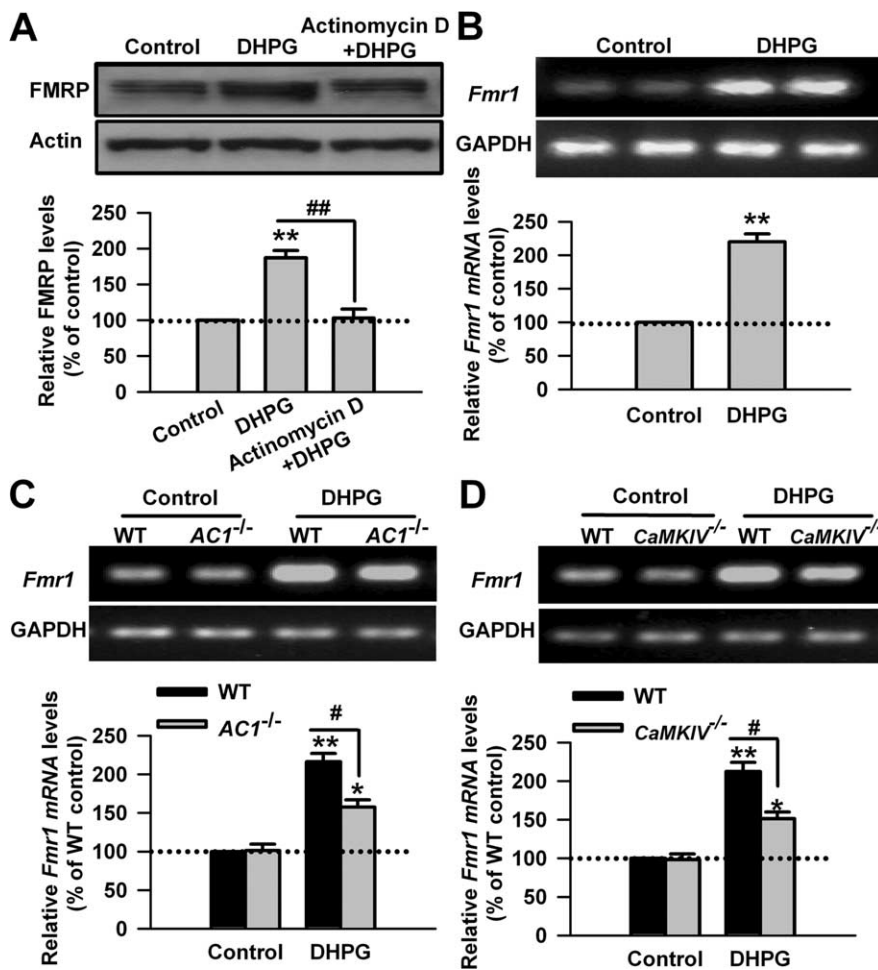 A
Control DHPG Actinomycin D
+DHPG
FMRP
Actin
Relative FMRP levels
(% of control)
250
200
150
100
50
0
**
##
Control
DHPG
Actinomycin D
+DHPG
B
Control DHPG
Fmr1
GAPDH
Relative Fmr1 mRNA levels
(% of control)
250
200
150
100
50
0
**
Control DHPG
C
Control DHPG
WT AC1-/- WT AC1-/-
Fmr1
GAPDH
WT
AC1-/-
Relative Fmr1 mRNA levels
(% of WT control)
250
200
150
100
50
0
#
**
*
Control DHPG
D
Control DHPG
WT CaMKIV-/- WT CaMKIV-/-
Fmr1
GAPDH
WT
CaMKIV-/-
Relative Fmr1 mRNA levels
(% of WT control)
250
200
150
100
50
0
#
**
*
Control DHPG